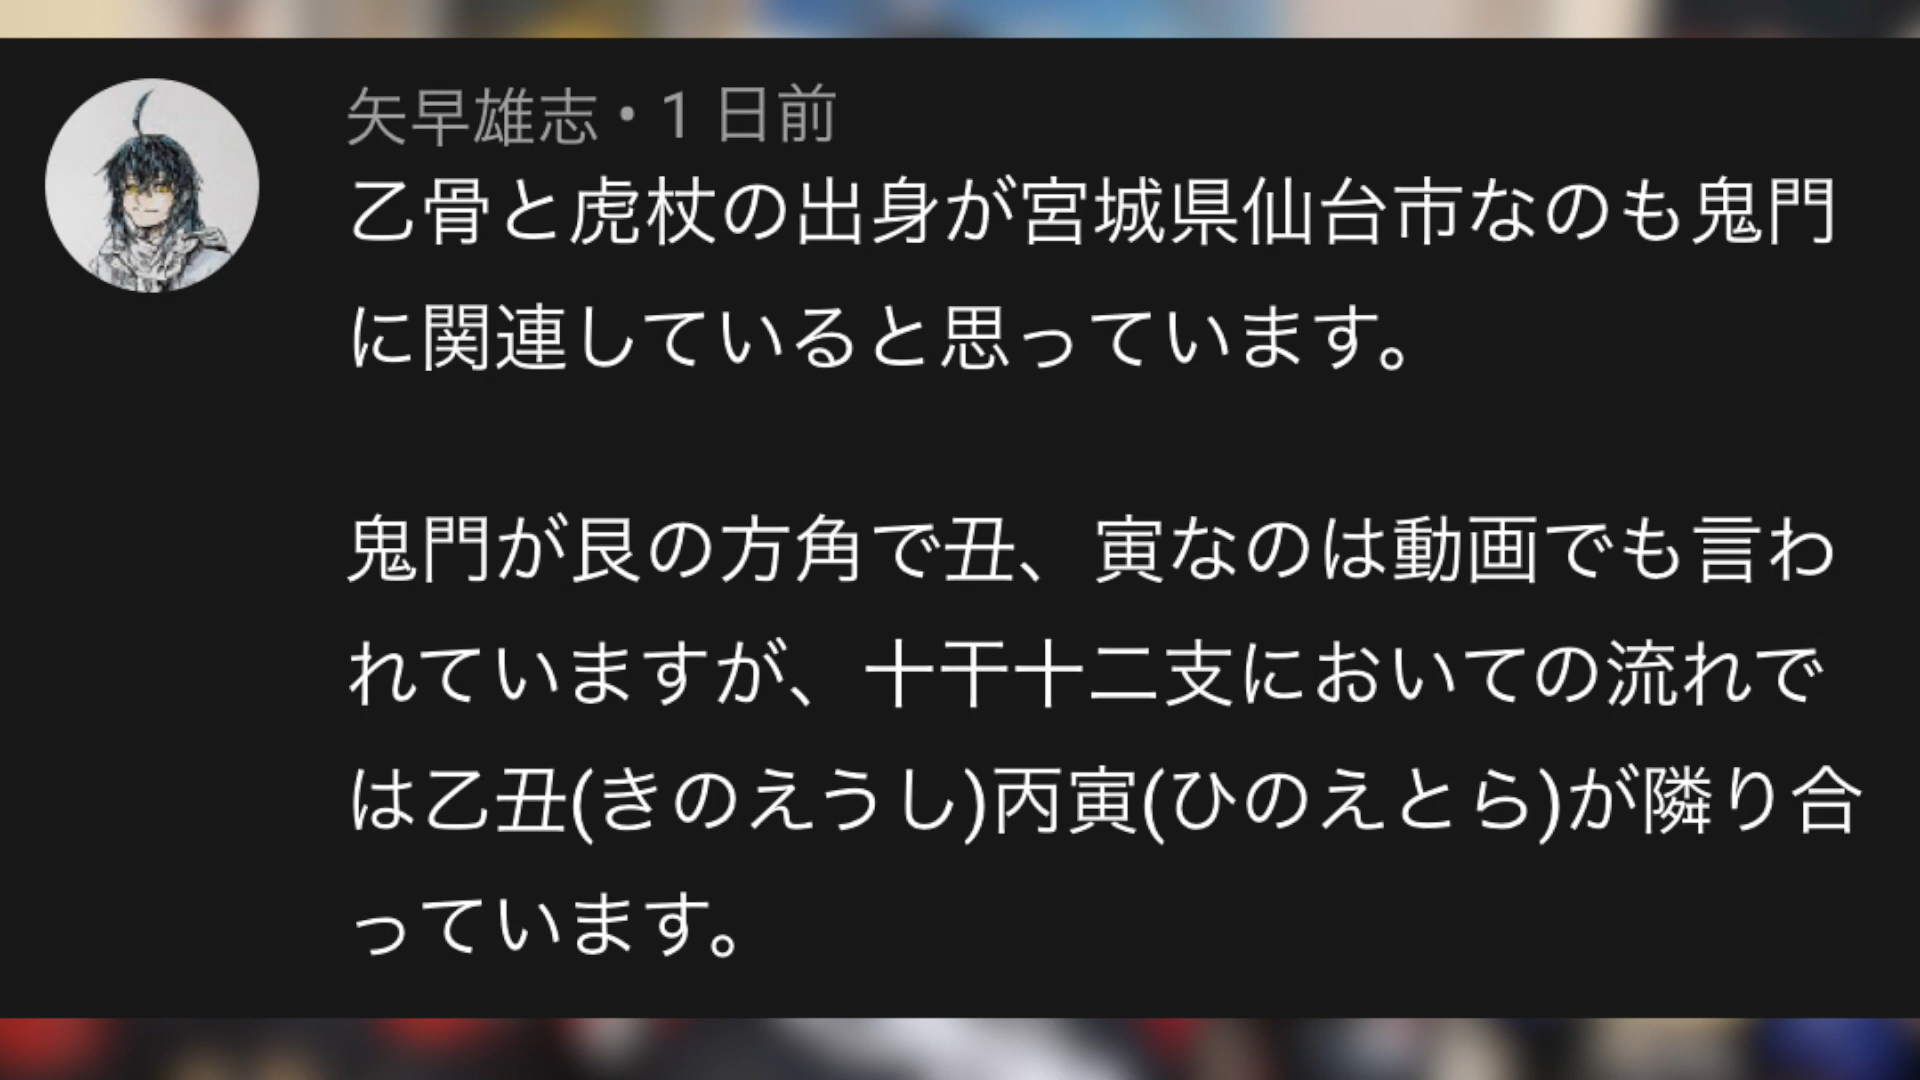 矢早雄志・1 日前
乙骨と虎杖の出身が宮城県仙台市なのも鬼門
に関連していると思っています。
鬼門が艮の方角で丑、寅なのは動画でも言わ
れていますが、十干十二支においての流れで
は乙丑(きのえうし)丙寅(ひのえとら)が隣り合
っています。